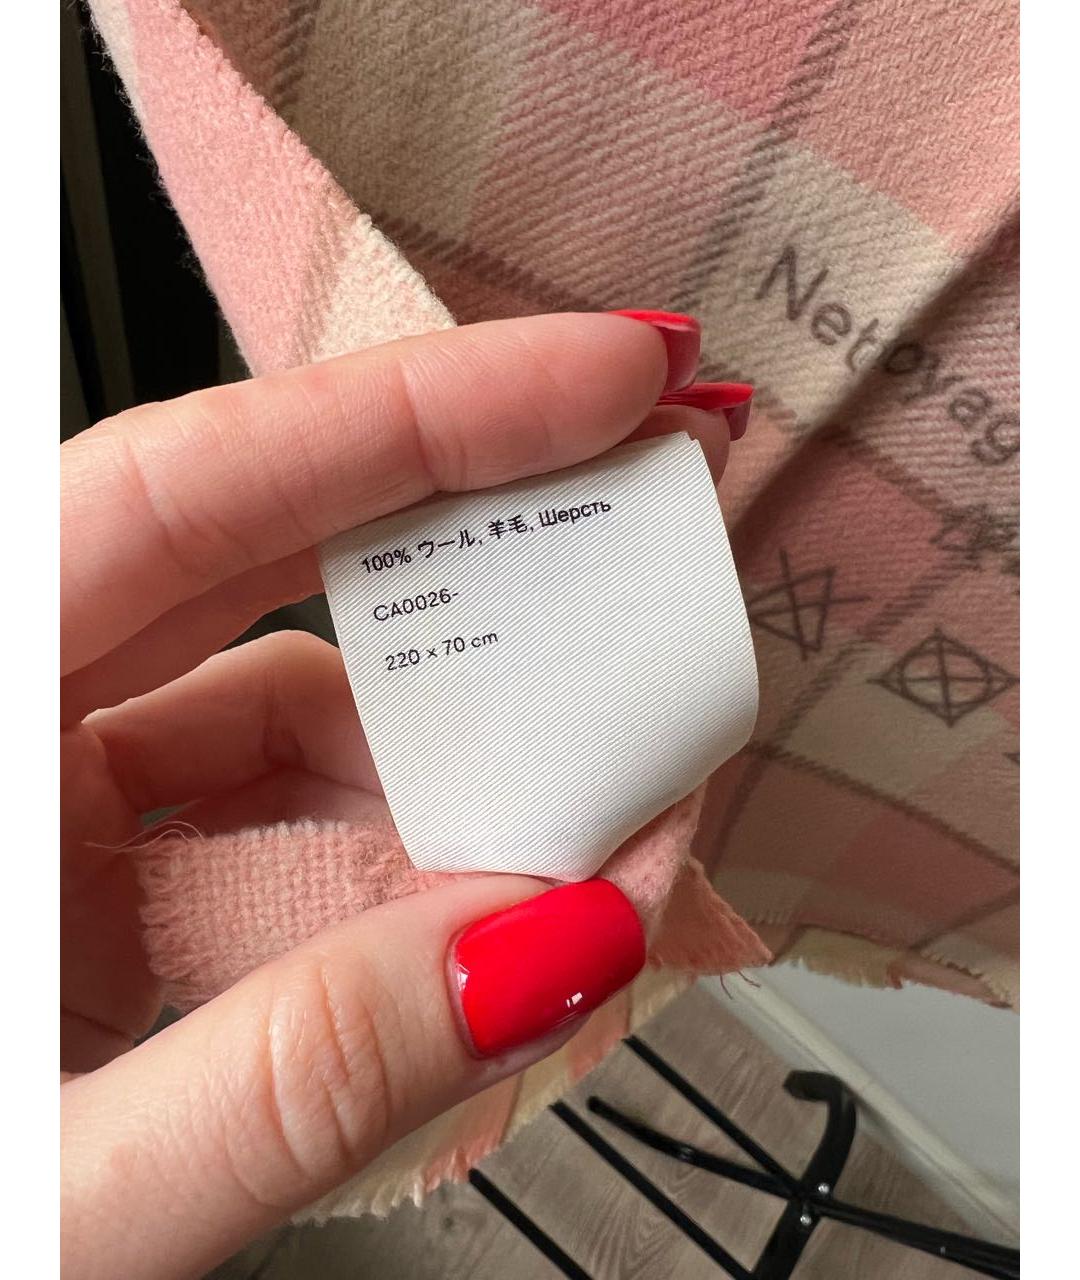 100% ウール, 羊毛, Шерсть
CA0026-
220 × 70 cm
Nettoyag